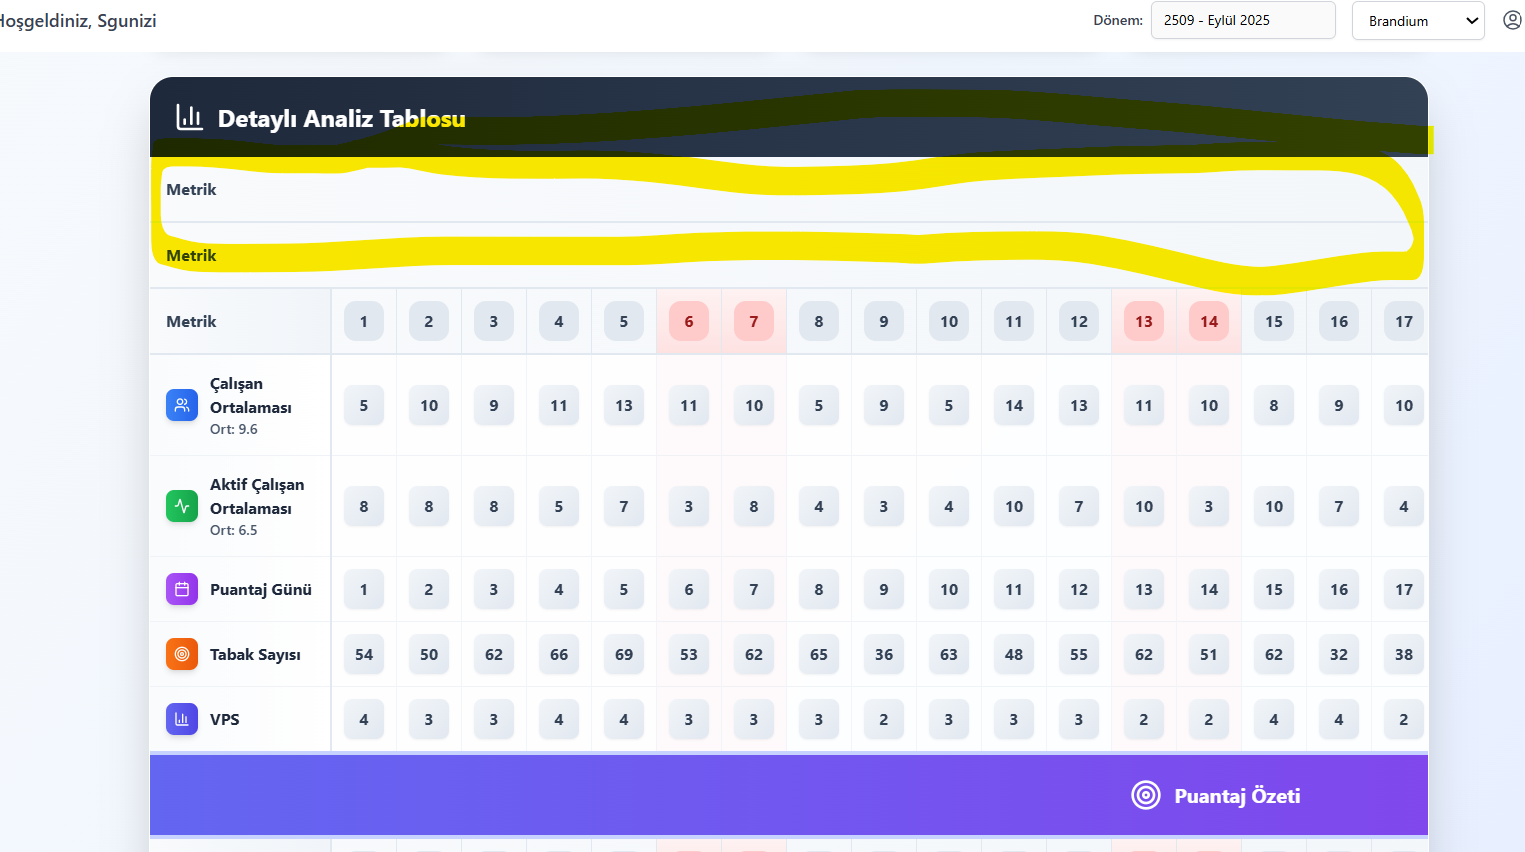 Hoşgeldiniz, Sgunizi
Dönem: 2509 - Eylül 2025 Brandium
Detaylı Analiz Tablosu
Metrik
Metrik
Metrik 1 2 3 4 5 6 7 8 9 10 11 12 13 14 15 16 17
Çalışan
Ortalaması
Ort: 9.6
5 10 9 11 13 11 10 5 9 5 14 13 11 10 8 9 10
Aktif Çalışan
Ortalaması
Ort: 6.5
8 8 8 5 7 3 8 4 3 4 10 7 10 3 10 7 4
Puantaj Günü 1 2 3 4 5 6 7 8 9 10 11 12 13 14 15 16 17
Tabak Sayısı 54 50 62 66 69 53 62 65 36 63 48 55 62 51 62 32 38
VPS 4 3 3 4 4 3 3 3 2 3 3 3 2 2 4 4 2
Puantaj Özeti